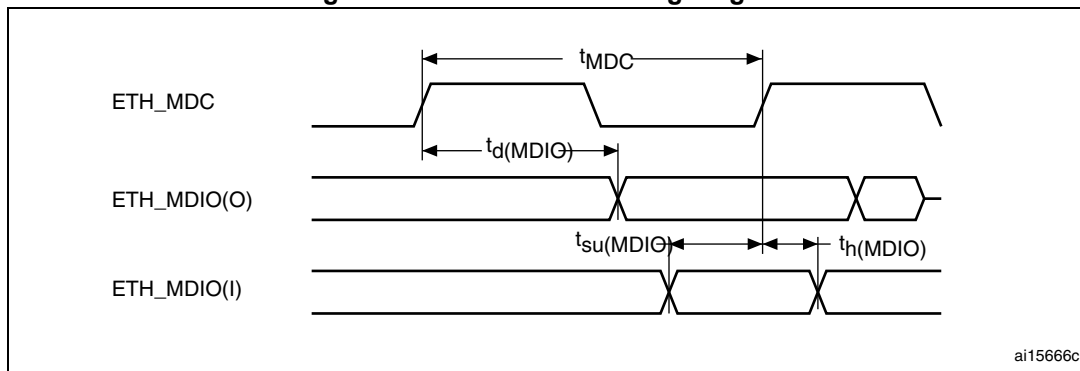 tMDC
ETH_MDC
td(MDIO)
ETH_MDIO(O)
tsu(MDIO)
th(MDIO)
ETH_MDIO(I)
ai15666c